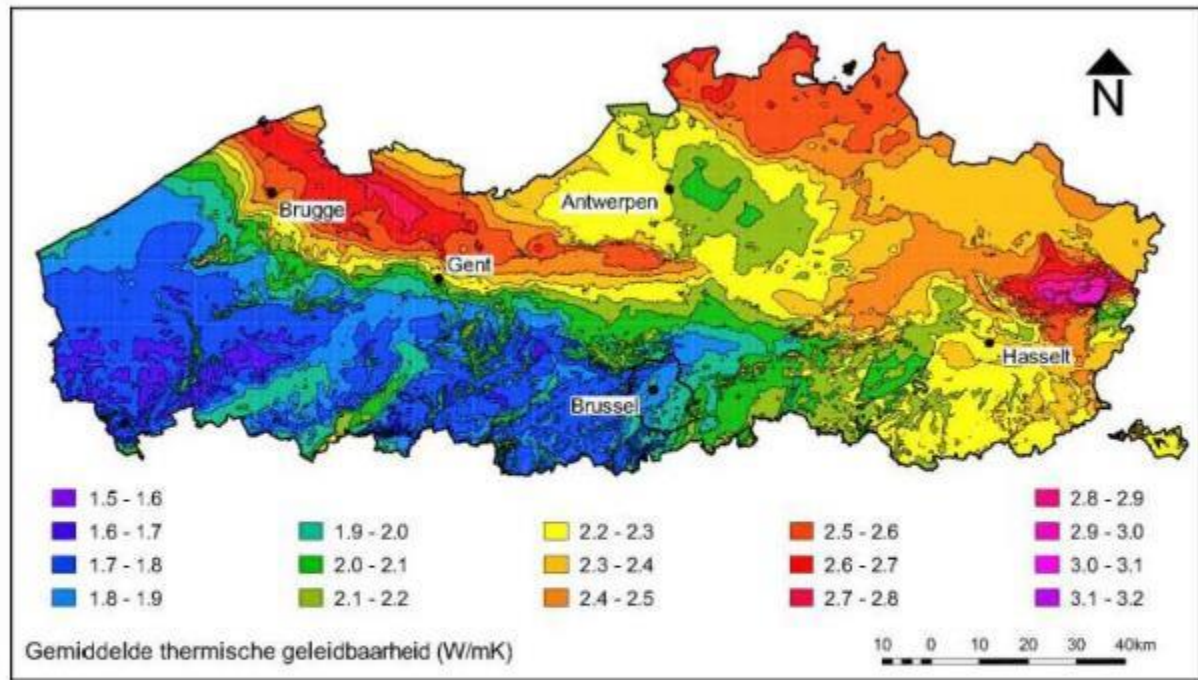 N
Brugge
Antwerpen
Gent
Hasselt
Brussel
1.5 - 1.6
1.6 - 1.7
1.7 - 1.8
1.8 - 1.9
1.9 - 2.0
2.0 - 2.1
2.1 - 2.2
2.2 - 2.3
2.3 - 2.4
2.4 - 2.5
2.5 - 2.6
2.6 - 2.7
2.7 - 2.8
2.8 - 2.9
2.9 - 3.0
3.0 - 3.1
3.1 - 3.2
Gemiddelde thermische geleidbaarheid (W/mK)
10 0 10 20 30 40km